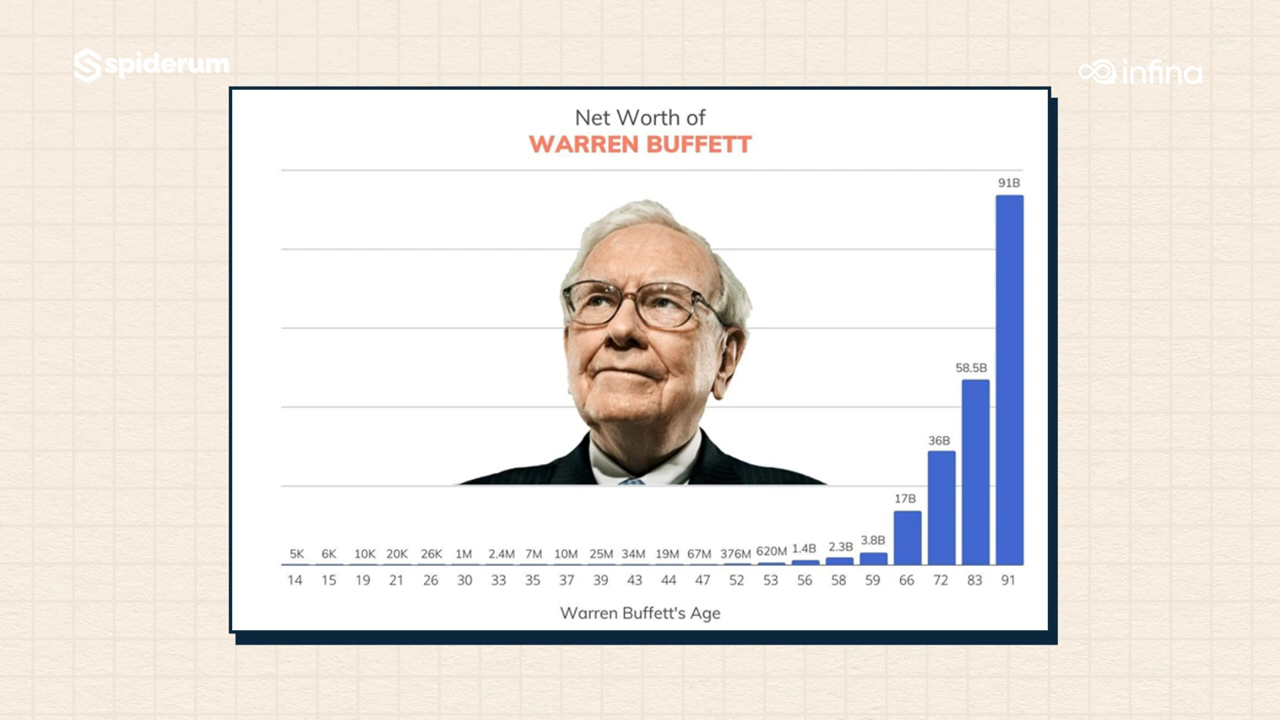 spiderum
infina
Net Worth of
WARREN BUFFETT
91B
58.5B
36B
17B
5K 6K 10K 20K 26K 1M 2.4M 7M 10M 25M 34M 19M 67M 376M 620M 1.4B 2.3B 3.8B
14 15 19 21 26 30 33 35 37 39 43 44 47 52 53 56 58 59 66 72 83 91
Warren Buffett's Age